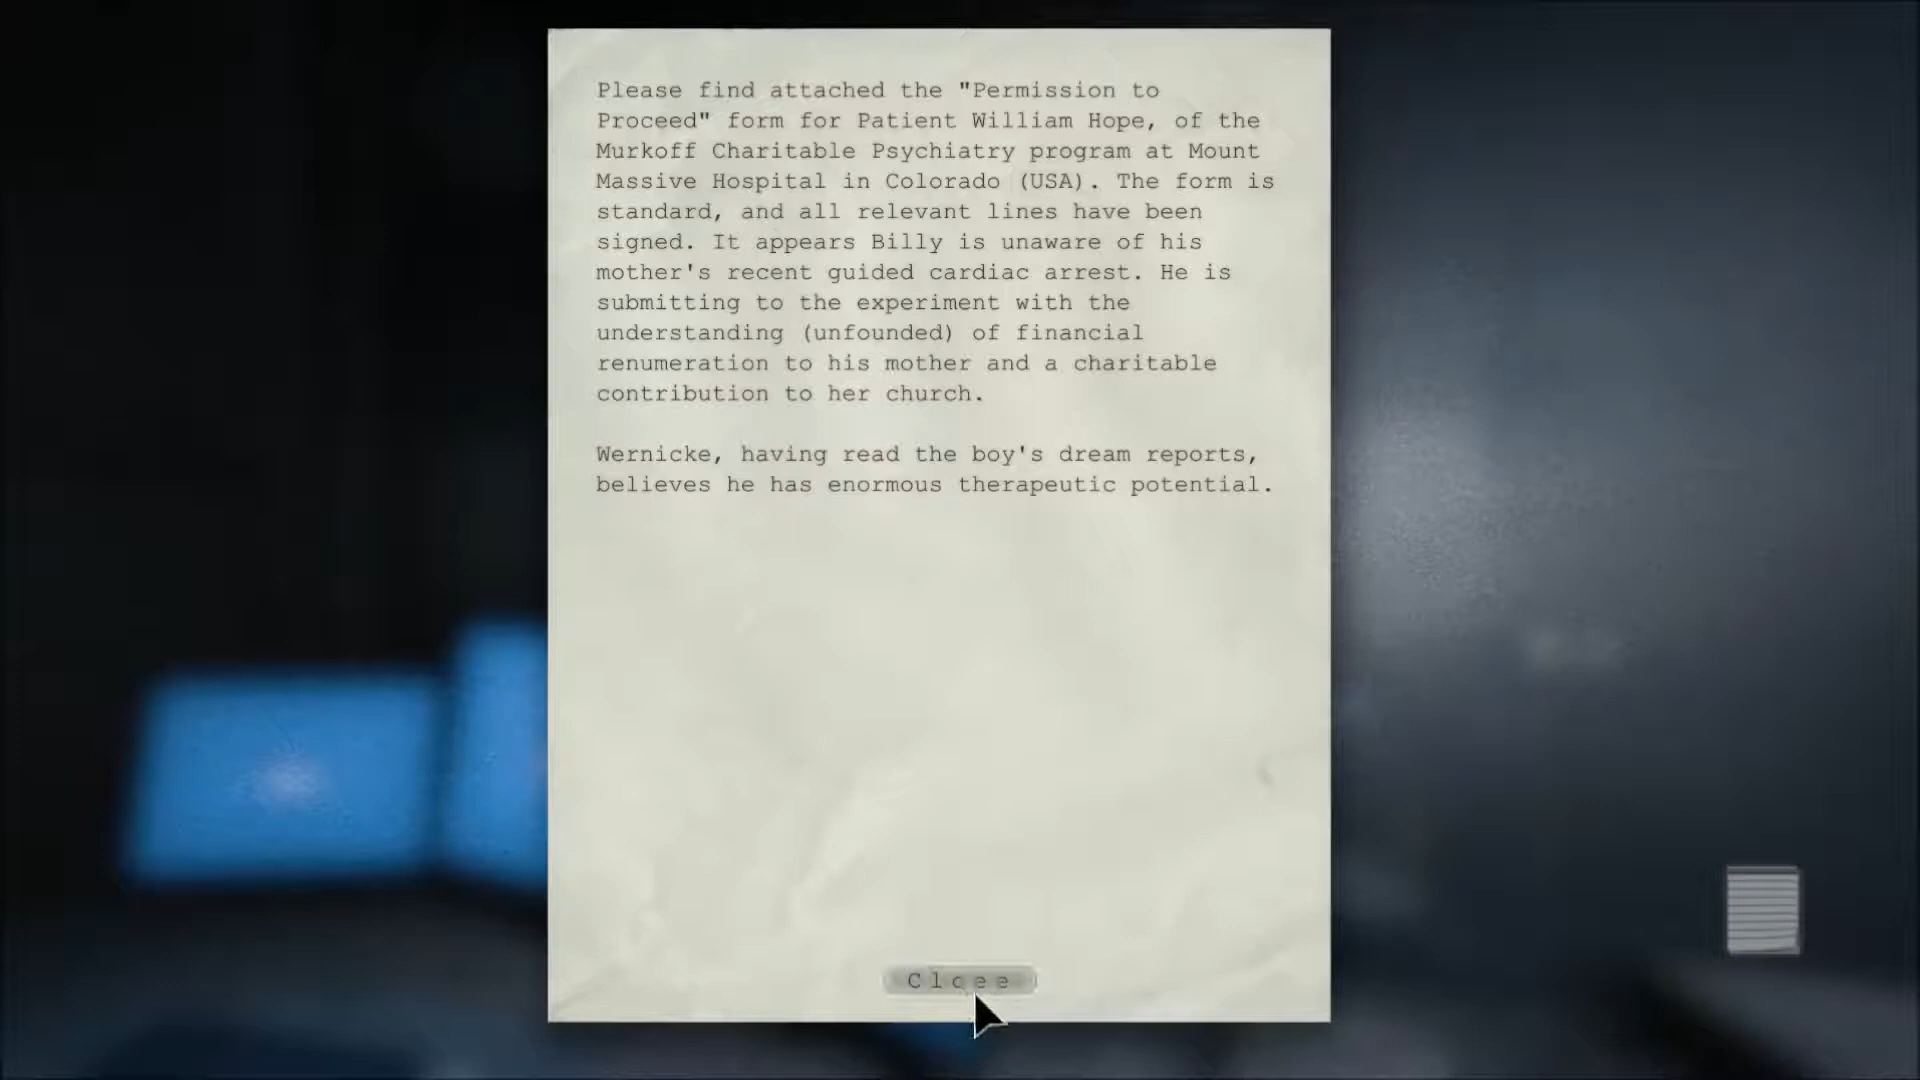 Please find attached the "Permission to
Proceed" form for Patient William Hope, of the
Murkoff Charitable Psychiatry program at Mount
Massive Hospital in Colorado (USA). The form is
standard, and all relevant lines have been
signed. It appears Billy is unaware of his
mother's recent guided cardiac arrest. He is
submitting to the experiment with the
understanding (unfounded) of financial
renumeration to his mother and a charitable
contribution to her church.
Wernicke, having read the boy's dream reports,
believes he has enormous therapeutic potential.
Close